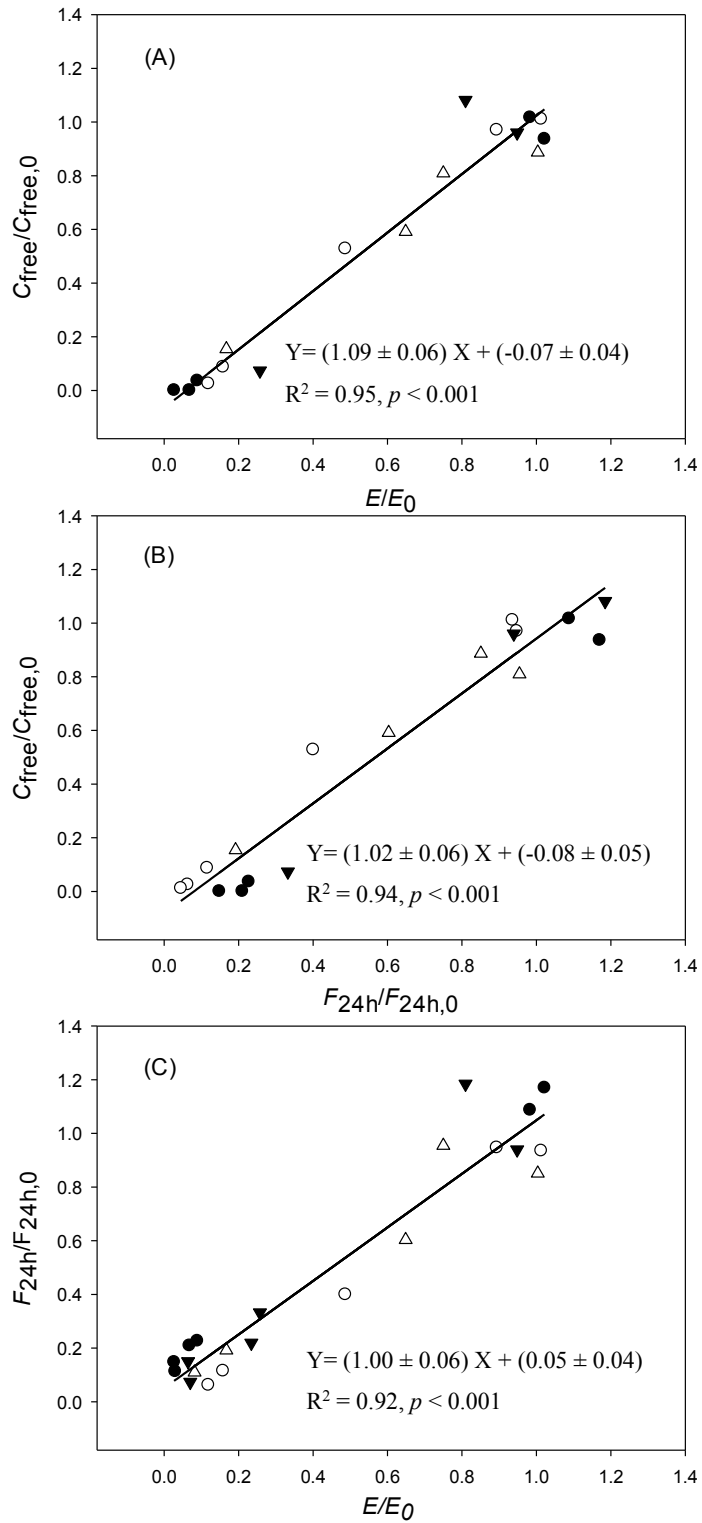 1.4
(A)
1.2
1.0
0.8
0.6
0.4
0.2
0.0
Cfree/Cfree,0
Y= (1.09 ± 0.06) X + (-0.07 ± 0.04)
R² = 0.95, p < 0.001
0.0 0.2 0.4 0.6 0.8 1.0 1.2 1.4
E/E0
1.4
(B)
1.2
1.0
0.8
0.6
0.4
0.2
0.0
Cfree/Cfree,0
Y= (1.02 ± 0.06) X + (-0.08 ± 0.05)
R² = 0.94, p < 0.001
0.0 0.2 0.4 0.6 0.8 1.0 1.2 1.4
F24h/F24h,0
1.4
(C)
1.2
1.0
0.8
0.6
0.4
0.2
0.0
F24h/F24h,0
Y= (1.00 ± 0.06) X + (0.05 ± 0.04)
R² = 0.92, p < 0.001
0.0 0.2 0.4 0.6 0.8 1.0 1.2 1.4
E/E0